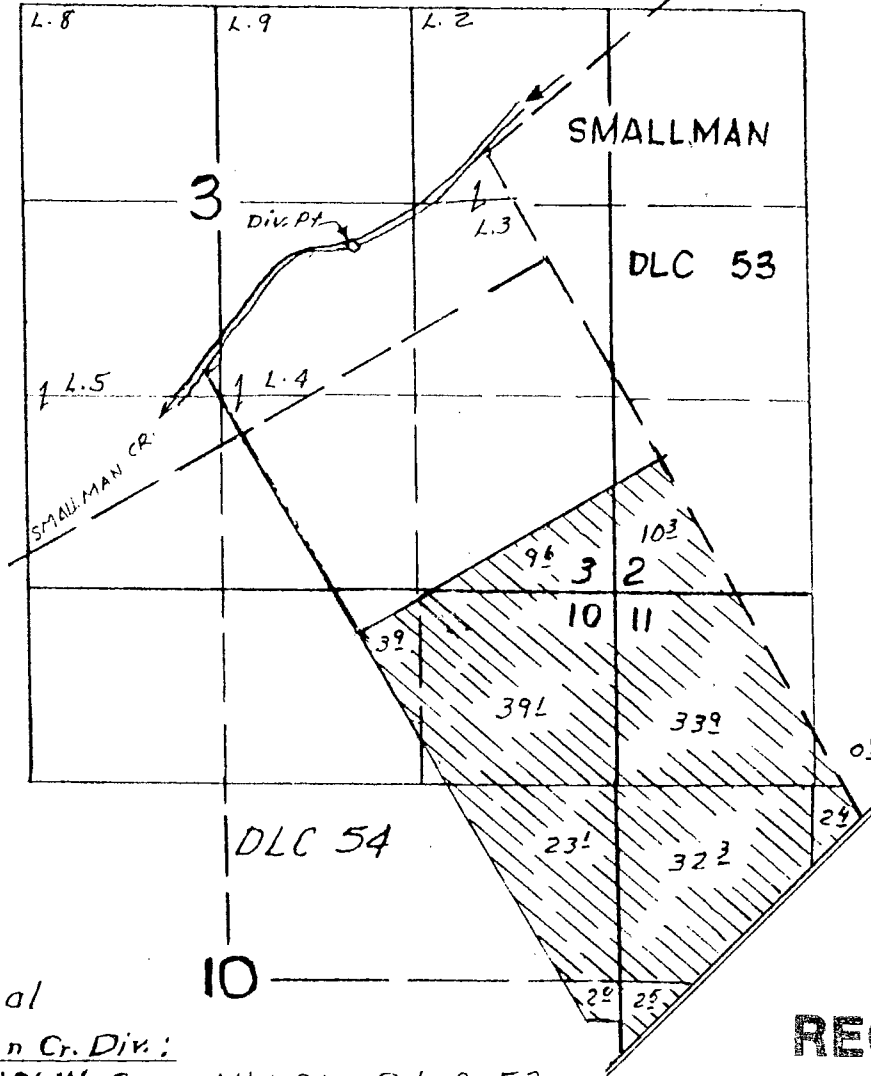 L.8
L.9
L.2
SMALLMAN
3
Div. Pt
L.3
DLC 53
L.5
L.4
SMALLMAN CR.
9 6
3 2
10 3
10 11
3 9
39 1
33 9
2 4
DLC 54
23 1
32 3
10
2 0
2 5
al
n Cr. Div.:
REC